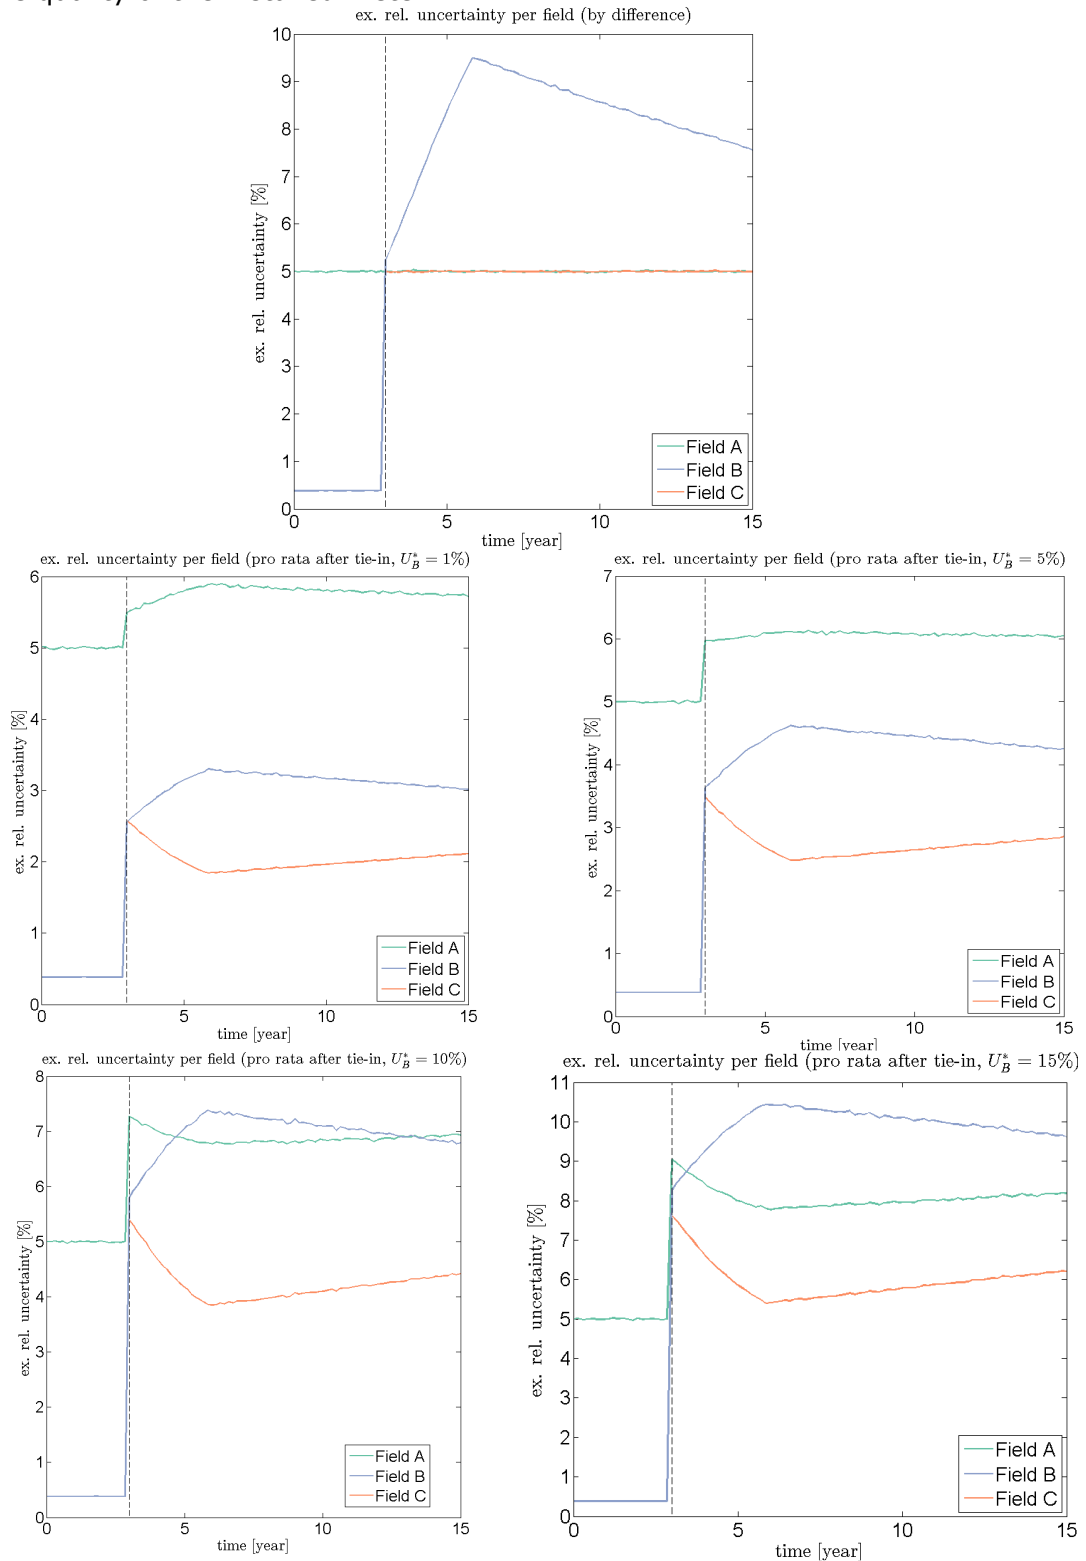 ex. rel. uncertainty per field (by difference)
10
9
8
7
6
5
4
3
2
1
0
ex. rel. uncertainty [%]
Field A
Field B
Field C
0 5 10 15
time [year]
ex. rel. uncertainty per field (pro rata after tie-in, U*B = 1%)
6
5
4
3
2
1
0
ex. rel. uncertainty [%]
Field A
Field B
Field C
0 5 10 15
time [year]
ex. rel. uncertainty per field (pro rata after tie-in, U*B = 5%)
7
6
5
4
3
2
1
0
ex. rel. uncertainty [%]
Field A
Field B
Field C
0 5 10 15
time [year]
ex. rel. uncertainty per field (pro rata after tie-in, U*B = 10%)
8
7
6
5
4
3
2
1
0
ex. rel. uncertainty [%]
Field A
Field B
Field C
0 5 10 15
time [year]
ex. rel. uncertainty per field (pro rata after tie-in, U*B = 15%)
11
10
9
8
7
6
5
4
3
2
1
0
ex. rel. uncertainty [%]
Field A
Field B
Field C
0 5 10 15
time [year]